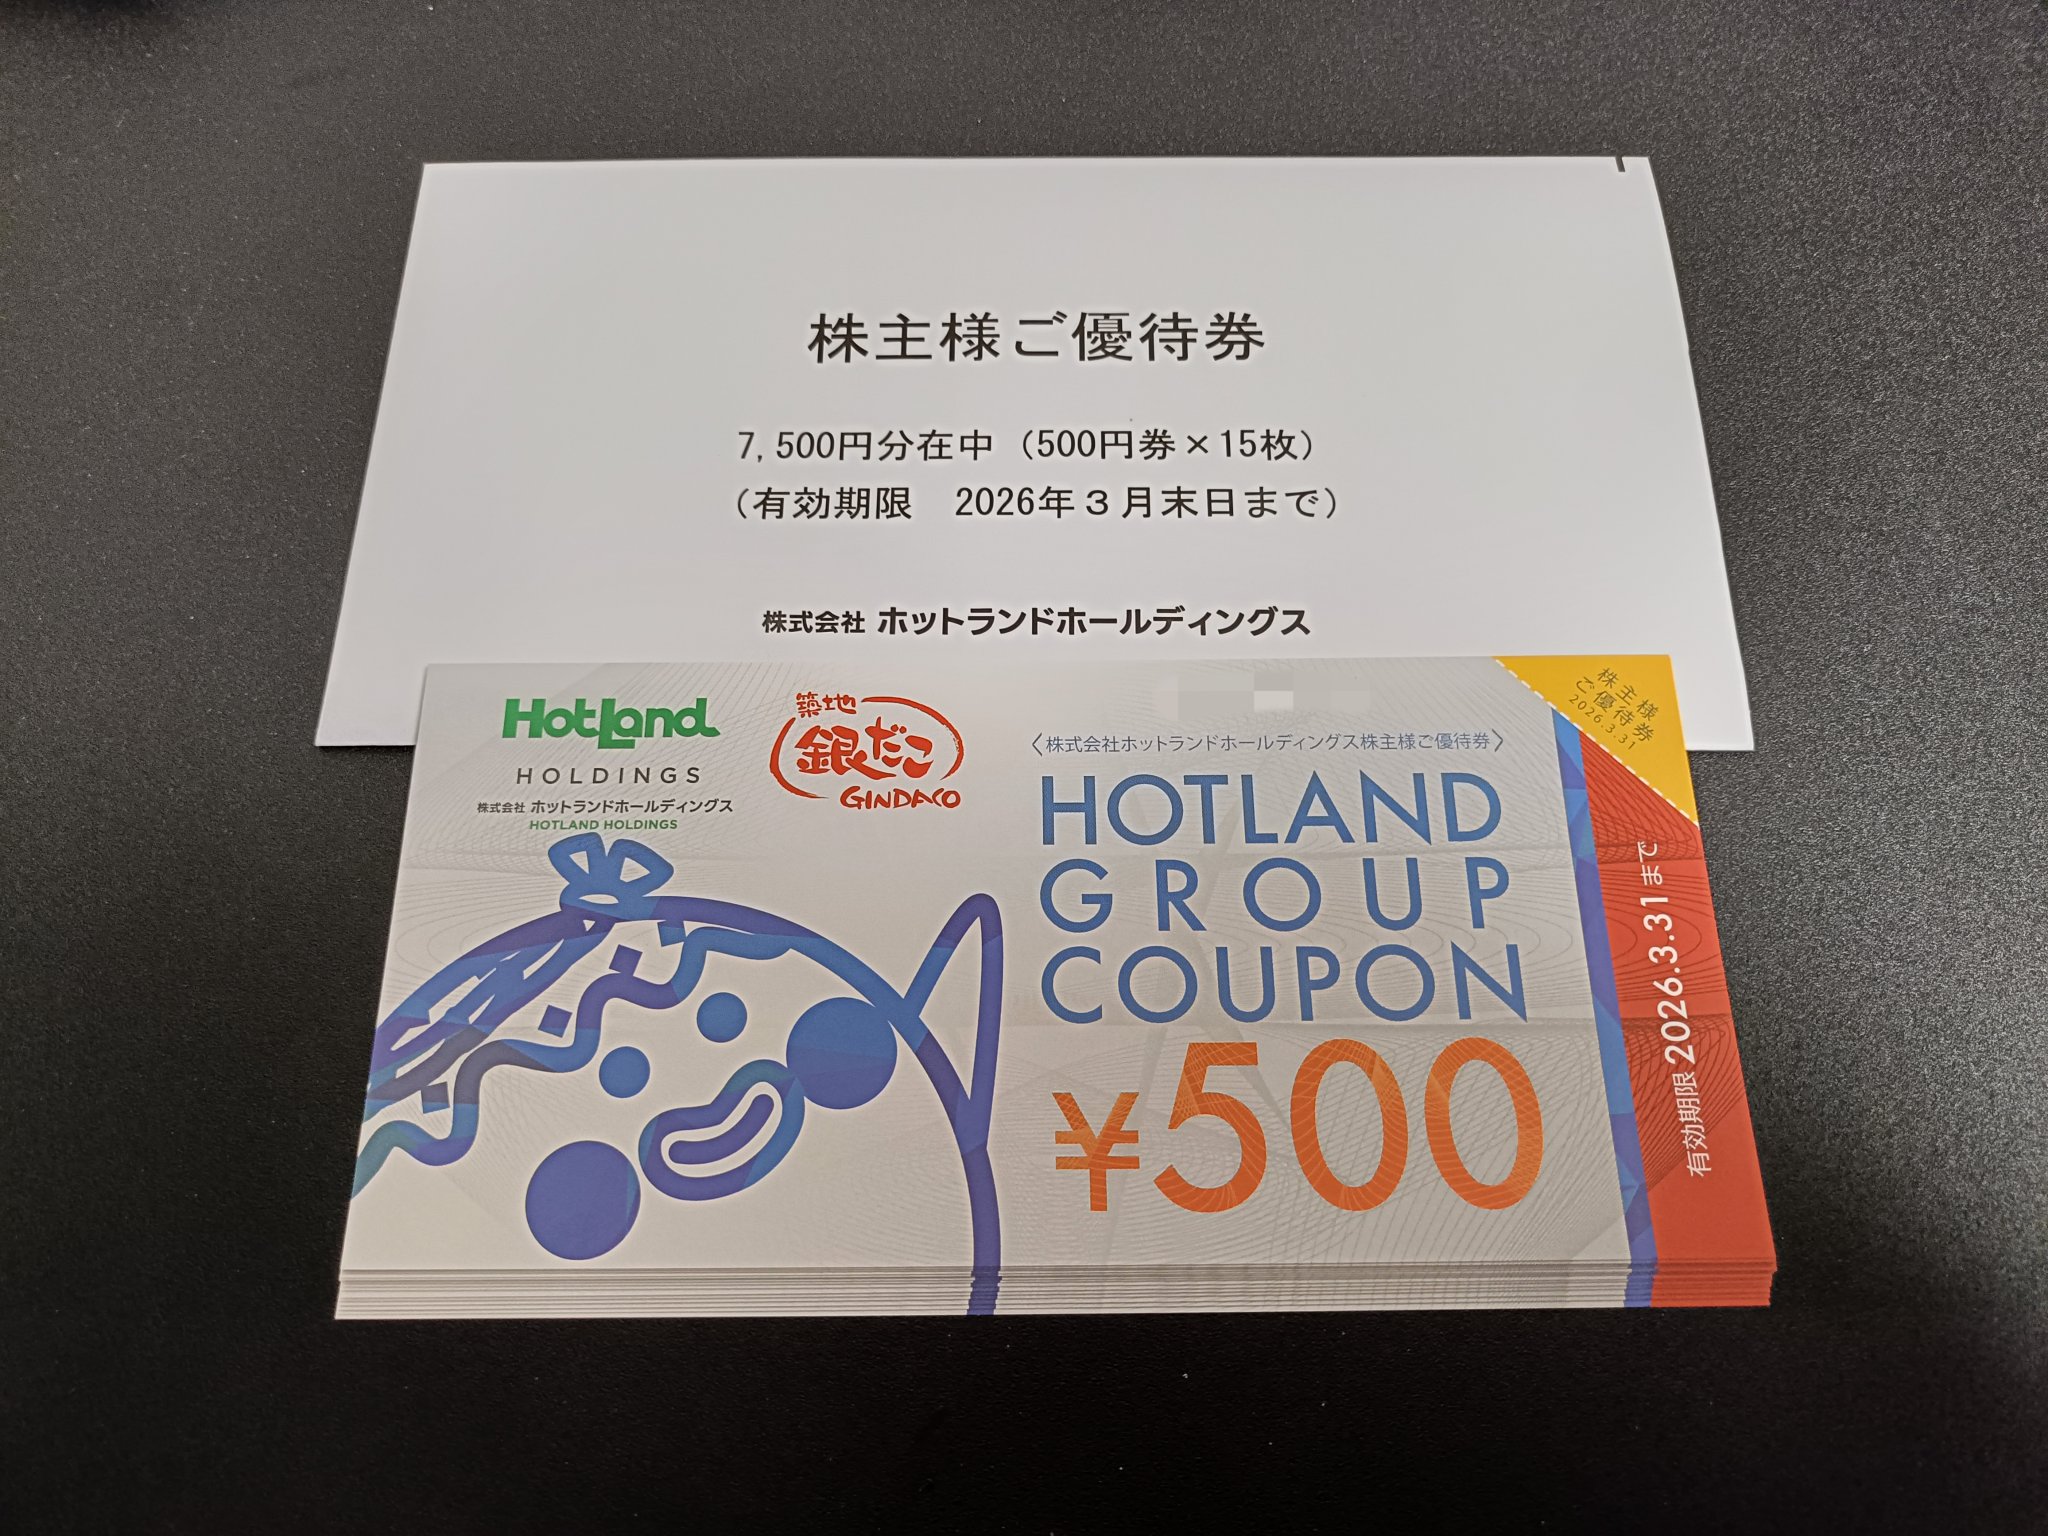 株主様ご優待券
7,500円分在中（500円券×15枚）
（有効期限　2026年３月末日まで）
株式会社 ホットランドホールディングス
HotLand
HOLDINGS
株式会社 ホットランドホールディングス
HOTLAND HOLDINGS
築地
銀だこ
GINDACO
〈株式会社ホットランドホールディングス株主様ご優待券〉
HOTLAND
GROUP
COUPON
¥500
株主様
ご優待券
2026.3.31
有効期限 2026.3.31まで